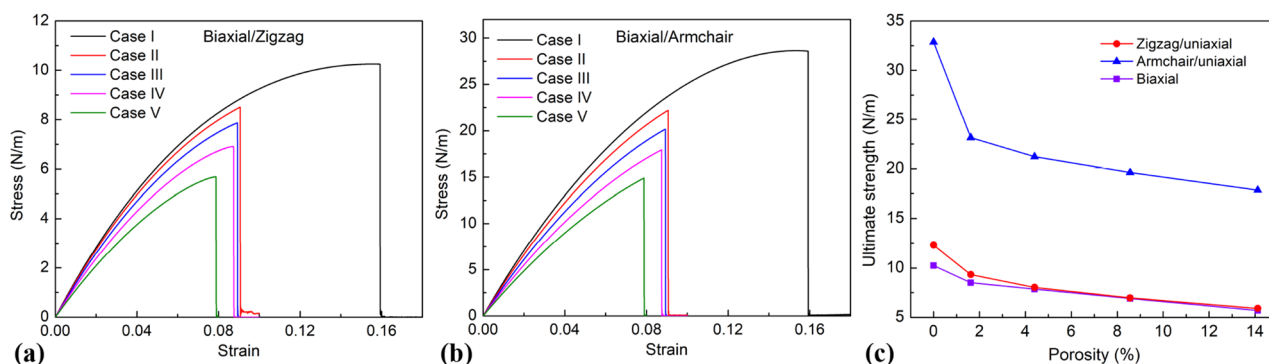 12
10
8
6
4
2
0
Stress (N/m)
Biaxial/Zigzag
Case I
Case II
Case III
Case IV
Case V
0.00
0.04
0.08
0.12
0.16
Strain
(a)
30
25
20
15
10
5
0
Stress (N/m)
Biaxial/Armchair
Case I
Case II
Case III
Case IV
Case V
0.00
0.04
0.08
0.12
0.16
Strain
(b)
35
30
25
20
15
10
5
Ultimate strength (N/m)
Zigzag/uniaxial
Armchair/uniaxial
Biaxial
0
2
4
6
8
10
12
14
Porosity (%)
(c)